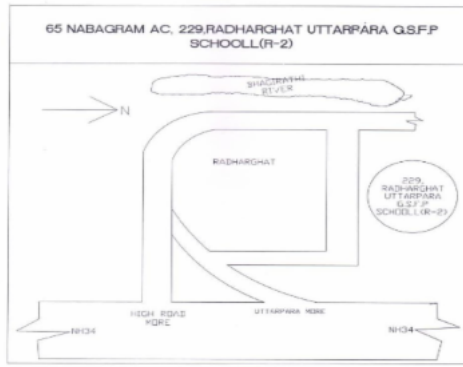 65 NABAGRAM AC, 229,RADHARGHAT UTTARPARA G.S.F.P
SCHOOLL(R-2)
BHAGIRATHI
RIVER
N
RADHARGHAT
229,
RADHARGHAT
UTTARPARA
G.S.F.P
SCHOOLL(R-2)
HIGH ROAD
MORE
UTTARPARA MORE
NH34
NH34